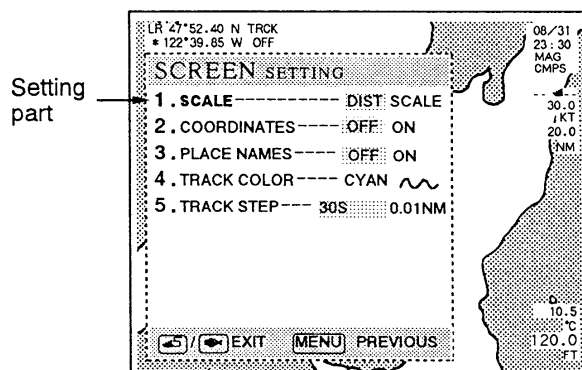 LR 47°52.40 N TRCK
* 122°39.85 W OFF
08/31
23:30
MAG
CMPS
SCREEN SETTING
Setting part
1.SCALE----------- DIST SCALE
2.COORDINATES---- OFF ON
3.PLACE NAMES---- OFF ON
4.TRACK COLOR--- CYAN
5.TRACK STEP--- 30S 0.01NM
30.0
KT
20.0
NM
D
10.5
°C
120.0
FT
/ EXIT MENU PREVIOUS